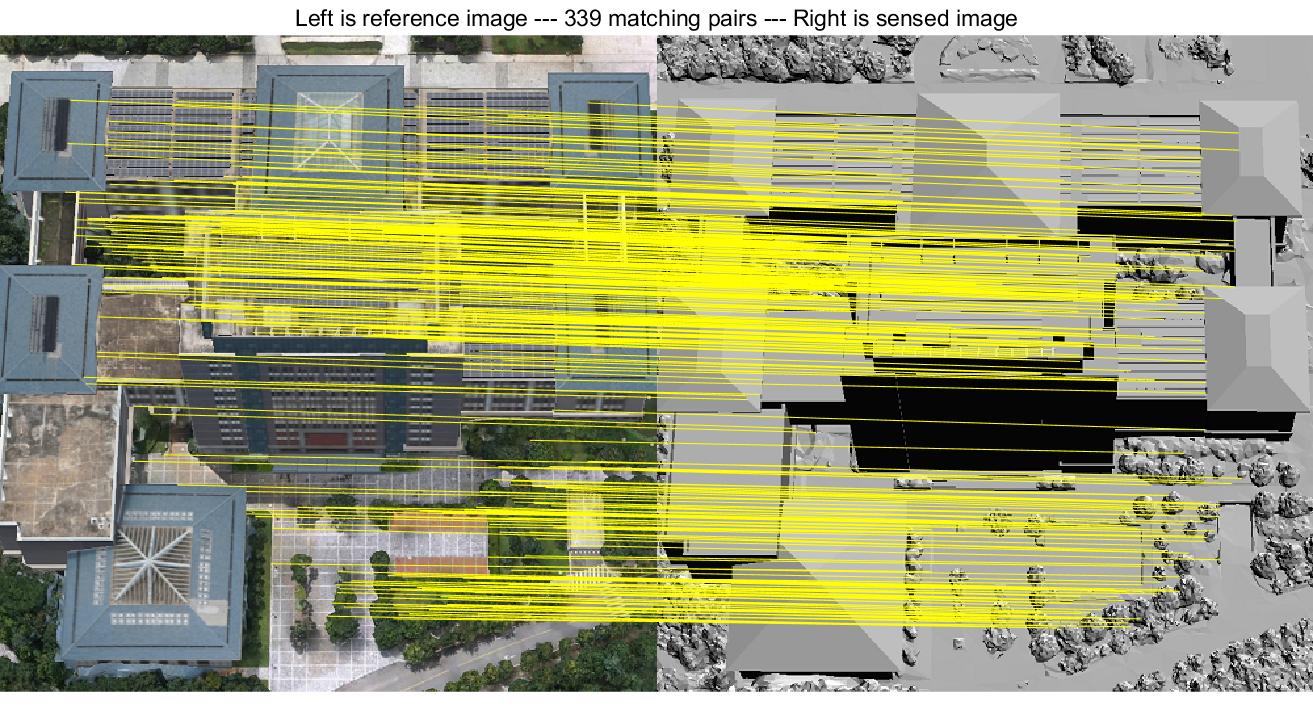 Left is reference image --- 339 matching pairs --- Right is sensed image